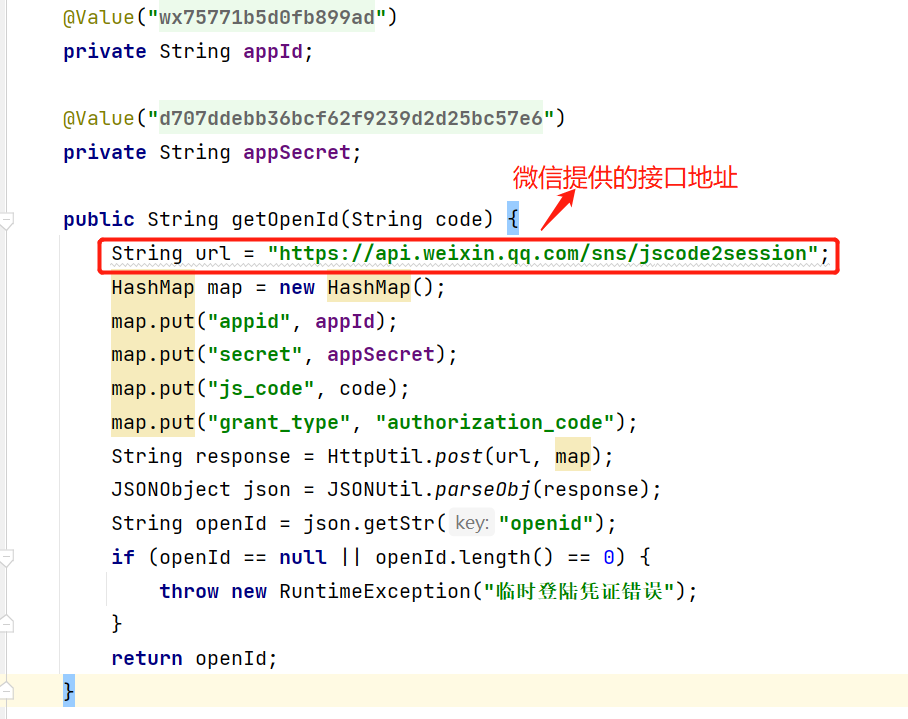 @Value("wx75771b5d0fb899ad")
private String appId;
@Value("d707ddebb36bcf62f9239d2d25bc57e6")
private String appSecret;
微信提供的接口地址
public String getOpenId(String code) {
String url = "https://api.weixin.qq.com/sns/jscode2session";
HashMap map = new HashMap();
map.put("appid", appId);
map.put("secret", appSecret);
map.put("js_code", code);
map.put("grant_type", "authorization_code");
String response = HttpUtil.post(url, map);
JSONObject json = JSONUtil.parseObj(response);
String openId = json.getStr( key: "openid");
if (openId == null || openId.length() == 0) {
throw new RuntimeException("临时登陆凭证错误");
}
return openId;
}